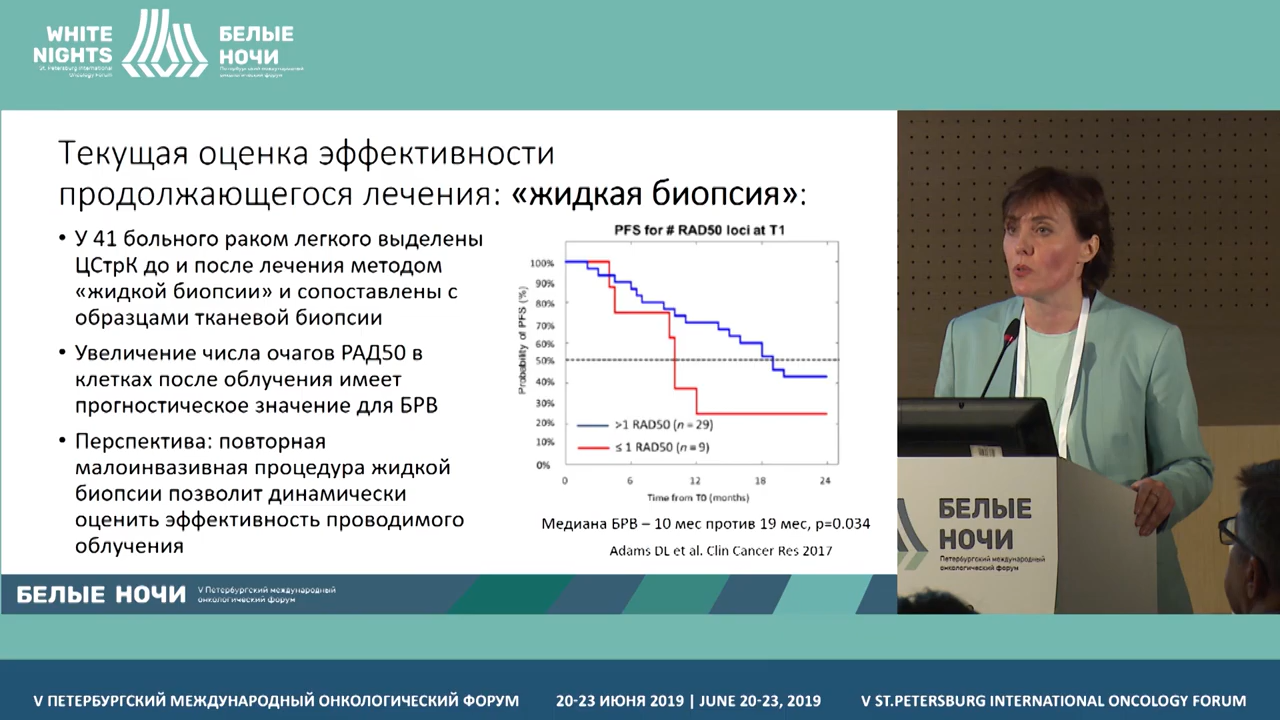 WHITE
NIGHTS
St. Petersburg International
Oncology Forum
БЕЛЫЕ
НОЧИ
Петербургский международный
онкологический форум
Текущая оценка эффективности
продолжающегося лечения: «жидкая биопсия»:
• У 41 больного раком легкого выделены
ЦСтрК до и после лечения методом
«жидкой биопсии» и сопоставлены с
образцами тканевой биопсии
• Увеличение числа очагов РАД50 в
клетках после облучения имеет
прогностическое значение для БРВ
• Перспектива: повторная
малоинвазивная процедура жидкой
биопсии позволит динамически
оценить эффективность проводимого
облучения
PFS for # RAD50 loci at T1
Probability of PFS (%)
100%
90%
80%
70%
60%
50%
40%
30%
20%
10%
0%
>1 RAD50 (n = 29)
≤ 1 RAD50 (n = 9)
0 6 12 18 24
Time from T0 (months)
Медиана БРВ – 10 мес против 19 мес, p=0.034
Adams DL et al. Clin Cancer Res 2017
БЕЛЫЕ НОЧИ
V Петербургский международный
онкологический форум
БЕЛЫЕ
НОЧИ
Петербургский международный
онкологический форум
V ПЕТЕРБУРГСКИЙ МЕЖДУНАРОДНЫЙ ОНКОЛОГИЧЕСКИЙ ФОРУМ 20-23 ИЮНЯ 2019 | JUNE 20-23, 2019 V ST.PETERSBURG INTERNATIONAL ONCOLOGY FORUM